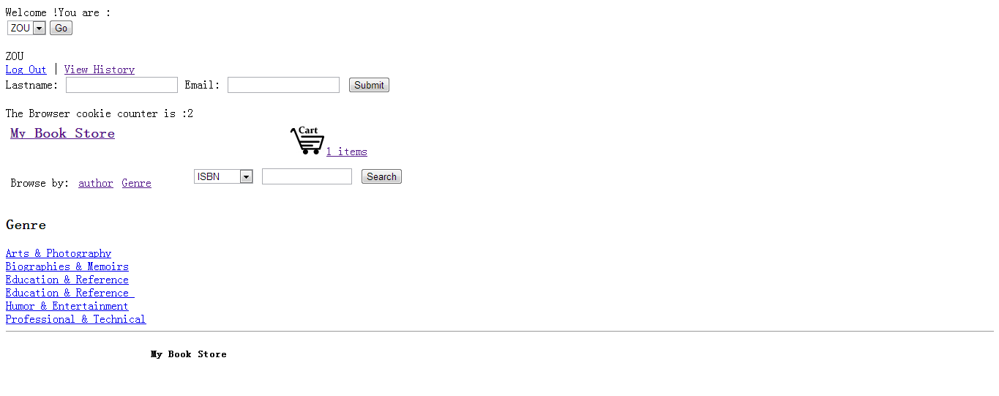 Welcome !You are :
ZOU Go
ZOU
Log Out | View History
Lastname: Email: Submit
The Browser cookie counter is :2
My Book Store
Cart
1 items
Browse by: author Genre ISBN Search
Genre
Arts & Photography
Biographies & Memoirs
Education & Reference
Education & Reference
Humor & Entertainment
Professional & Technical
My Book Store